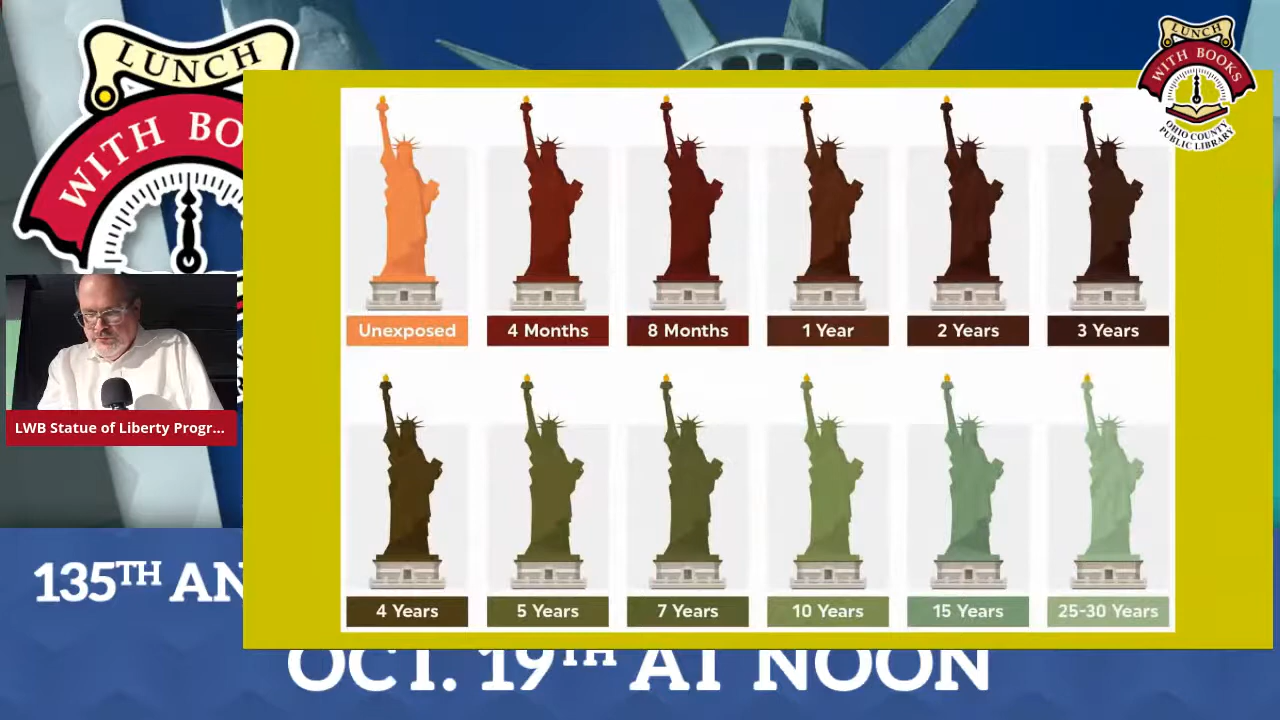 LUNCH
WITH BO
LUNCH
WITH BOOKS
OHIO COUNTY
PUBLIC LIBRARY
Unexposed
4 Months
8 Months
1 Year
2 Years
3 Years
LWB Statue of Liberty Progr...
4 Years
5 Years
7 Years
10 Years
15 Years
25-30 Years
135TH AN
OCT. 19TH AT NOON